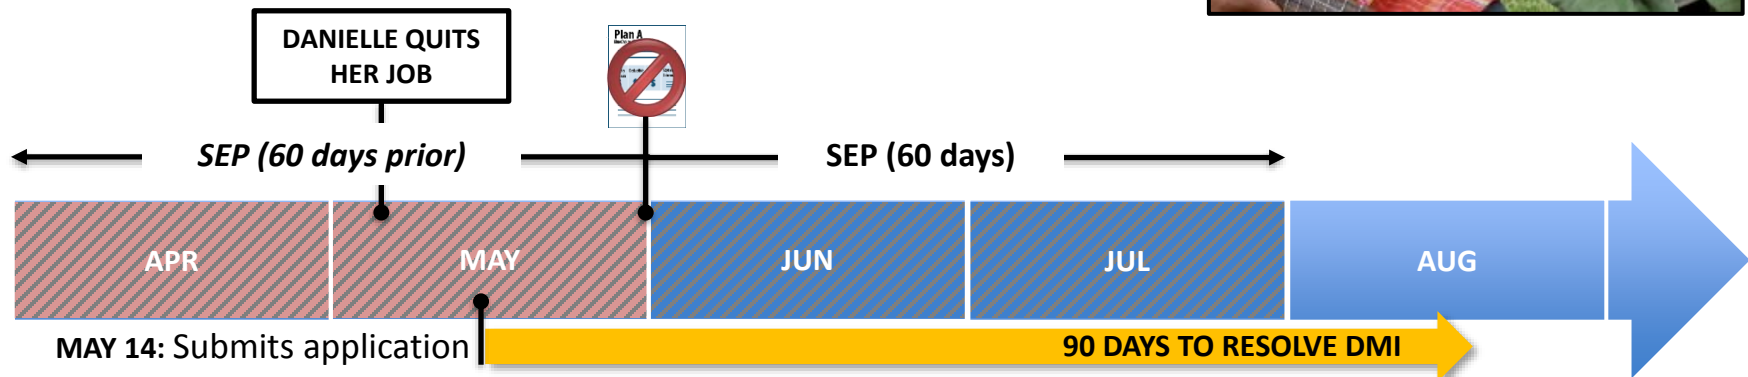 DANIELLE QUITS
HER JOB
Plan A
SEP (60 days prior)
SEP (60 days)
APR
MAY
JUN
JUL
AUG
MAY 14: Submits application
90 DAYS TO RESOLVE DMI